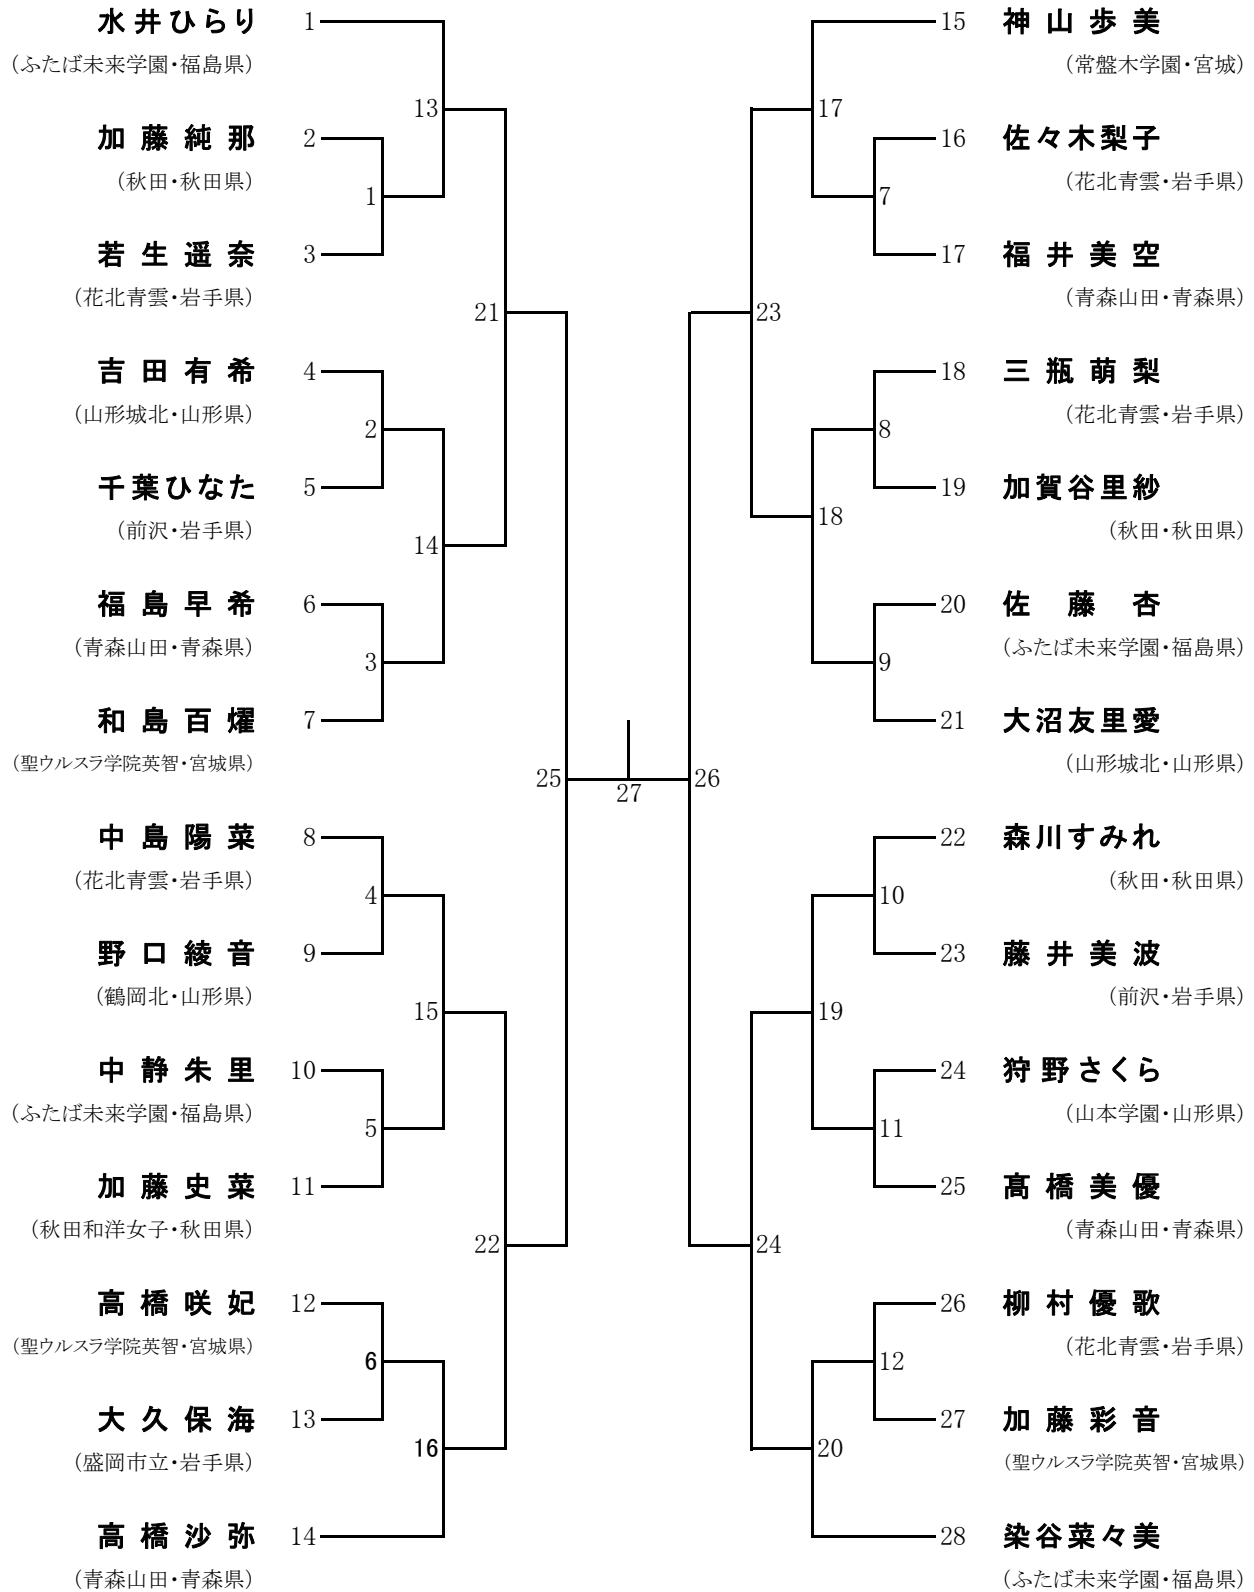 水井ひらり 1
（ふたば未来学園・福島県）
13
加藤純那 2
（秋田・秋田県）
1
若生遥奈 3
（花北青雲・岩手県）
21
吉田有希 4
（山形城北・山形県）
2
千葉ひなた 5
（前沢・岩手県）
14
福島早希 6
（青森山田・青森県）
3
和島百燿 7
（聖ウルスラ学院英智・宮城県）
25
中島陽菜 8
（花北青雲・岩手県）
4
野口綾音 9
（鶴岡北・山形県）
15
中静朱里 10
（ふたば未来学園・福島県）
5
加藤史菜 11
（秋田和洋女子・秋田県）
22
高橋咲妃 12
（聖ウルスラ学院英智・宮城県）
6
大久保海 13
（盛岡市立・岩手県）
16
高橋沙弥 14
（青森山田・青森県）
27
15 神山歩美
（常盤木学園・宮城）
17
16 佐々木梨子
（花北青雲・岩手県）
7
17 福井美空
（青森山田・青森県）
23
18 三瓶萌梨
（花北青雲・岩手県）
8
19 加賀谷里紗
（秋田・秋田県）
18
20 佐藤杏
（ふたば未来学園・福島県）
9
21 大沼友里愛
（山形城北・山形県）
26
22 森川すみれ
（秋田・秋田県）
10
23 藤井美波
（前沢・岩手県）
19
24 狩野さくら
（山本学園・山形県）
11
25 髙橋美優
（青森山田・青森県）
24
26 柳村優歌
（花北青雲・岩手県）
12
27 加藤彩音
（聖ウルスラ学院英智・宮城県）
20
28 染谷菜々美
（ふたば未来学園・福島県）